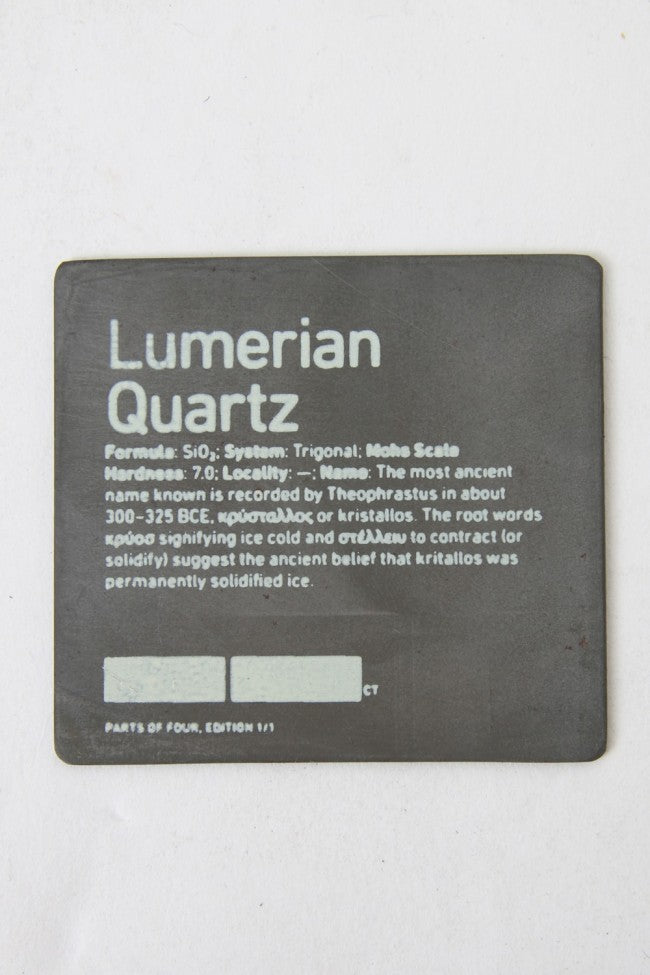 Lumerian
Quartz
Formula: SiO₂; System: Trigonal; Mohs Scale
Hardness: 7.0; Locality: —; Name: The most ancient
name known is recorded by Theophrastus in about
300–325 BCE, κρύσταλλος or kristallos. The root words
κρύοσ signifying ice cold and στέλλειν to contract (or
solidify) suggest the ancient belief that kritallos was
permanently solidified ice.
CT
PARTS OF FOUR, EDITION 1/1